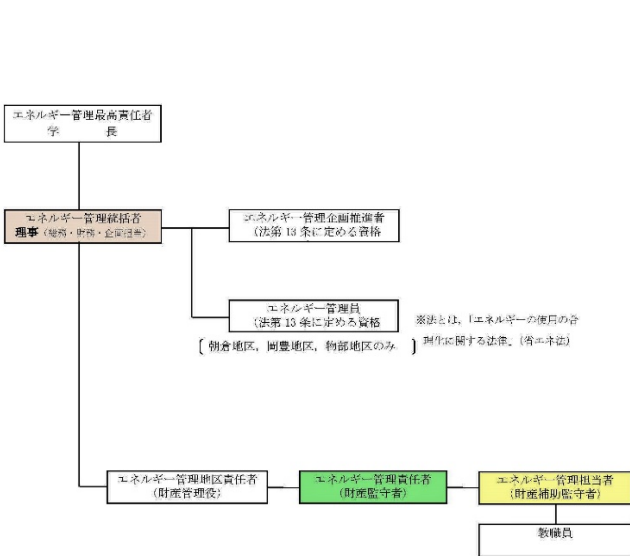 エネルギー管理最高責任者
学　　　長
エネルギー管理統括者
理事（総務・財務・企画担当）
エネルギー管理企画推進者
(法第 13 条に定める資格
エネルギー管理員
(法第 13 条に定める資格
〔 朝倉地区，岡豊地区，物部地区のみ 〕
※法とは，「エネルギーの使用の合
理化に関する法律」（省エネ法）
エネルギー管理地区責任者
(財産管理役)
エネルギー管理責任者
(財産監守者)
エネルギー管理担当者
(財産補助監守者)
教職員